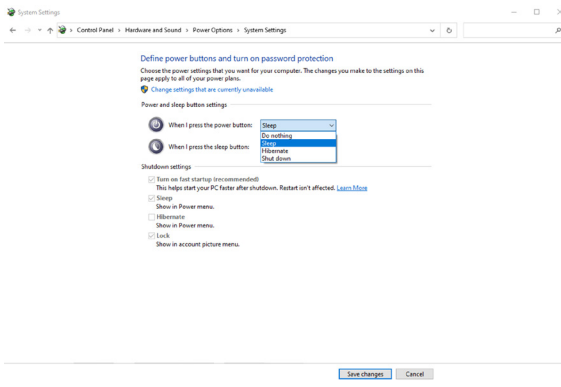 System Settings
Control Panel > Hardware and Sound > Power Options > System Settings
Define power buttons and turn on password protection
Choose the power settings that you want for your computer. The changes you make to the settings on this
page apply to all of your power plans.
Change settings that are currently unavailable
Power and sleep button settings
When I press the power button: Sleep
Do nothing
Sleep
When I press the sleep button: Hibernate
Shut down
Shutdown settings
Turn on fast startup (recommended)
This helps start your PC faster after shutdown. Restart isn't affected. Learn More
Sleep
Show in Power menu.
Hibernate
Show in Power menu.
Lock
Show in account picture menu.
Save changes Cancel